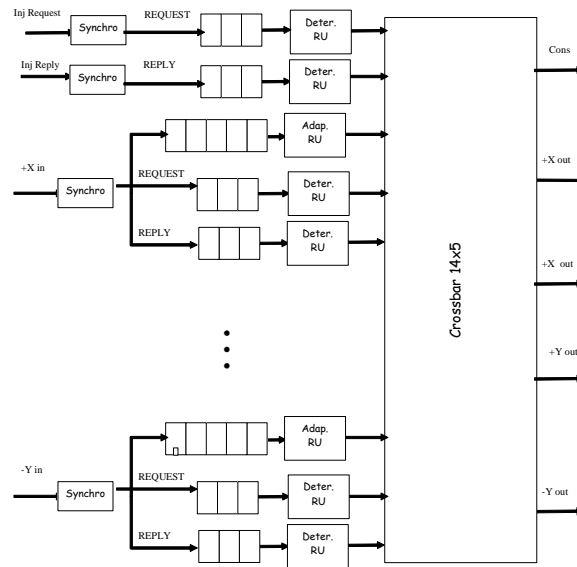 Inj Request
Synchro
REQUEST
Deter.
RU
Inj Reply
Synchro
REPLY
Deter.
RU
Cons
Adap.
RU
+X in
Synchro
REQUEST
Deter.
RU
+X out
REPLY
Deter.
RU
Crossbar 14x5
+X out
+Y out
Adap.
RU
-Y in
Synchro
REQUEST
Deter.
RU
-Y out
REPLY
Deter.
RU